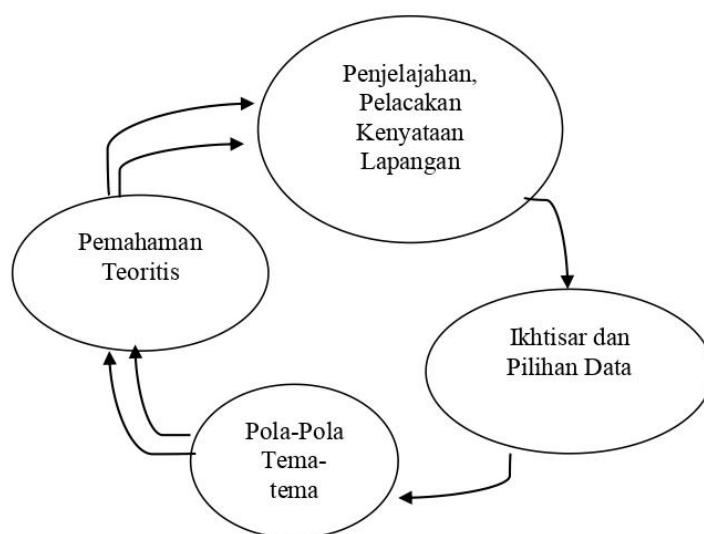 Penjelajahan,
Pelacakan
Kenyataan
Lapangan
Pemahaman
Teoritis
Ikhtisar dan
Pilihan Data
Pola-Pola
Tema-
tema